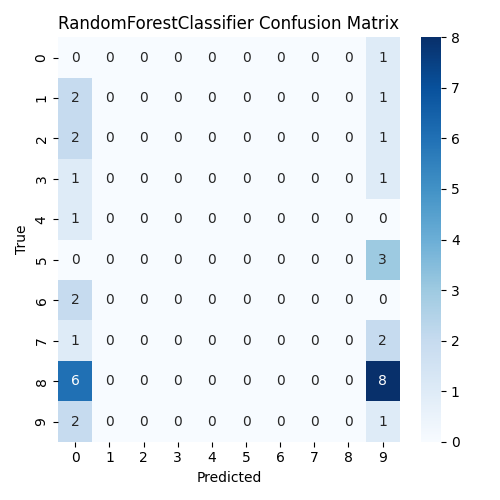 RandomForestClassifier Confusion Matrix
True
0 0 0 0 0 0 0 0 0 0 1
1 2 0 0 0 0 0 0 0 0 1
2 2 0 0 0 0 0 0 0 0 1
3 1 0 0 0 0 0 0 0 0 1
4 1 0 0 0 0 0 0 0 0 0
5 0 0 0 0 0 0 0 0 0 3
6 2 0 0 0 0 0 0 0 0 0
7 1 0 0 0 0 0 0 0 0 2
8 6 0 0 0 0 0 0 0 0 8
9 2 0 0 0 0 0 0 0 0 1
0 1 2 3 4 5 6 7 8 9
Predicted
8
7
6
5
4
3
2
1
0